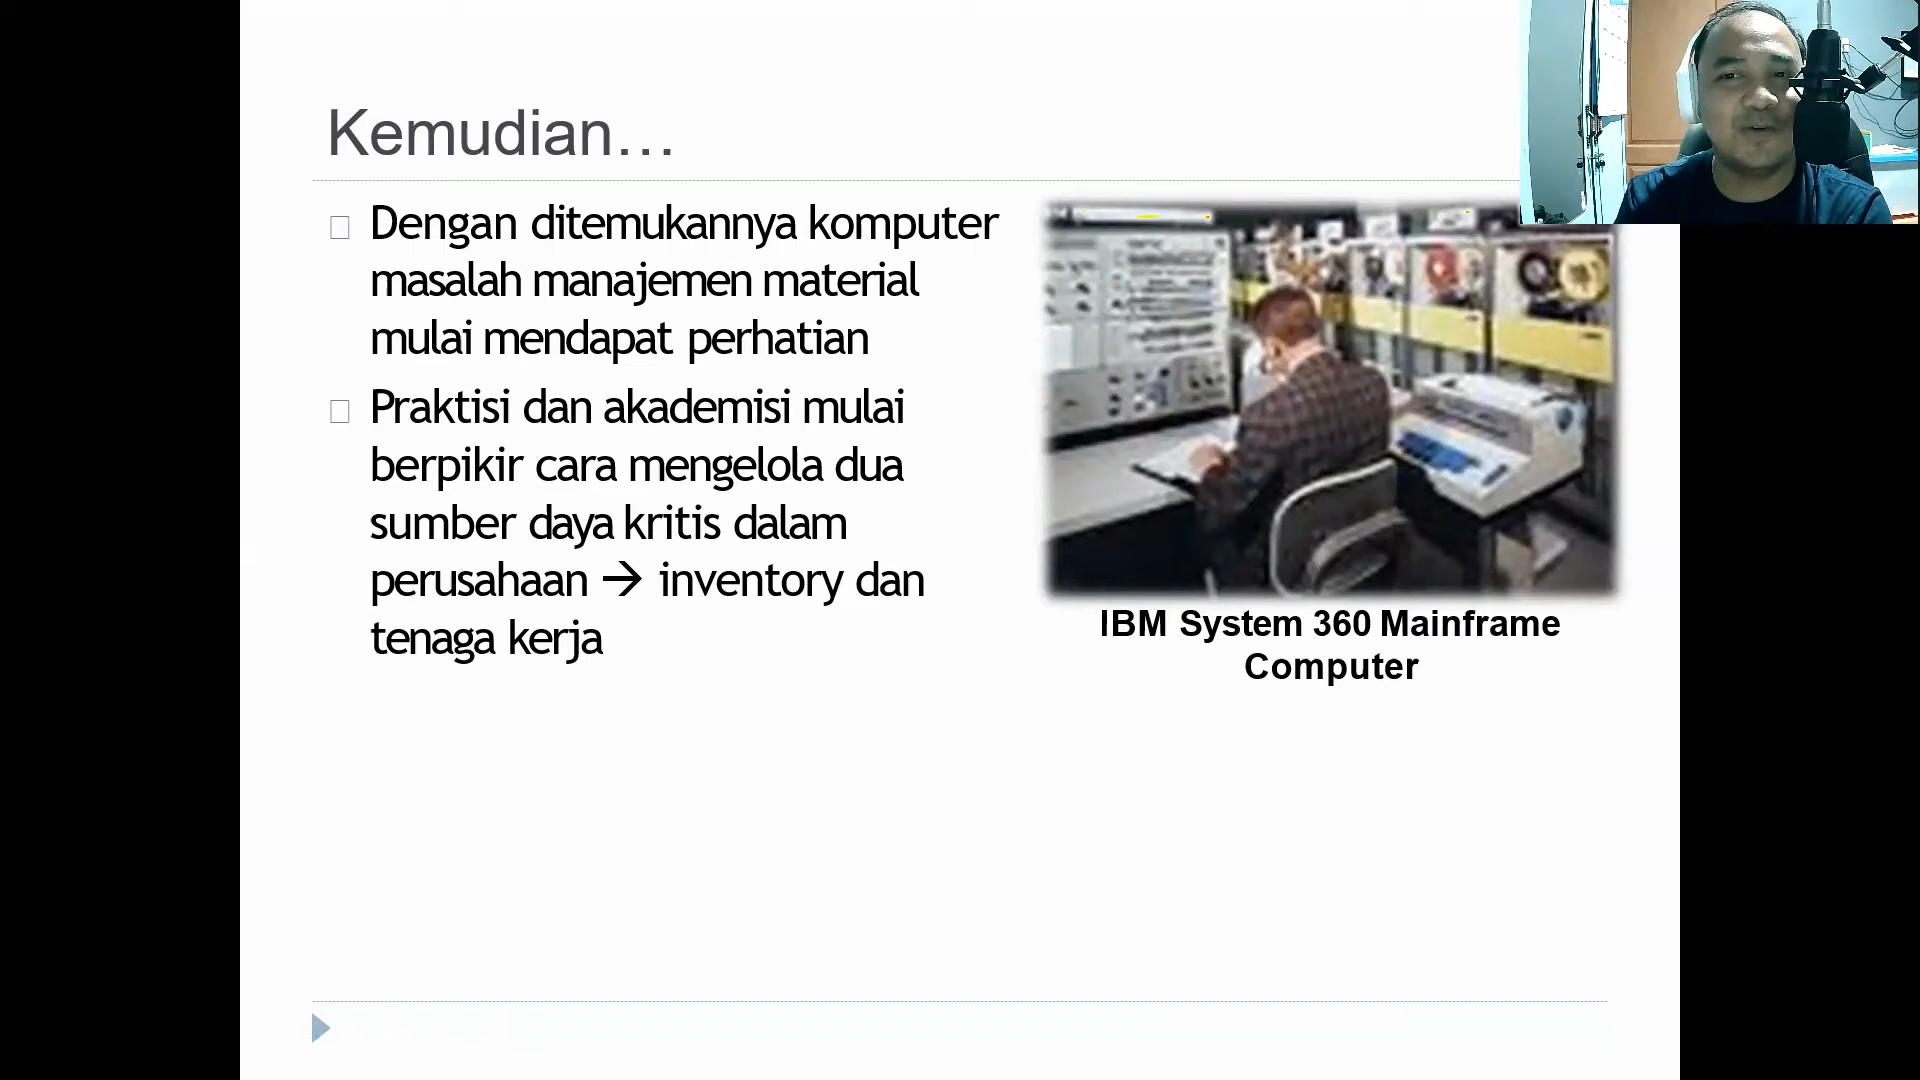 Kemudian…
Dengan ditemukannya komputer
masalah manajemen material
mulai mendapat perhatian
Praktisi dan akademisi mulai
berpikir cara mengelola dua
sumber daya kritis dalam
perusahaan → inventory dan
tenaga kerja
IBM System 360 Mainframe
Computer